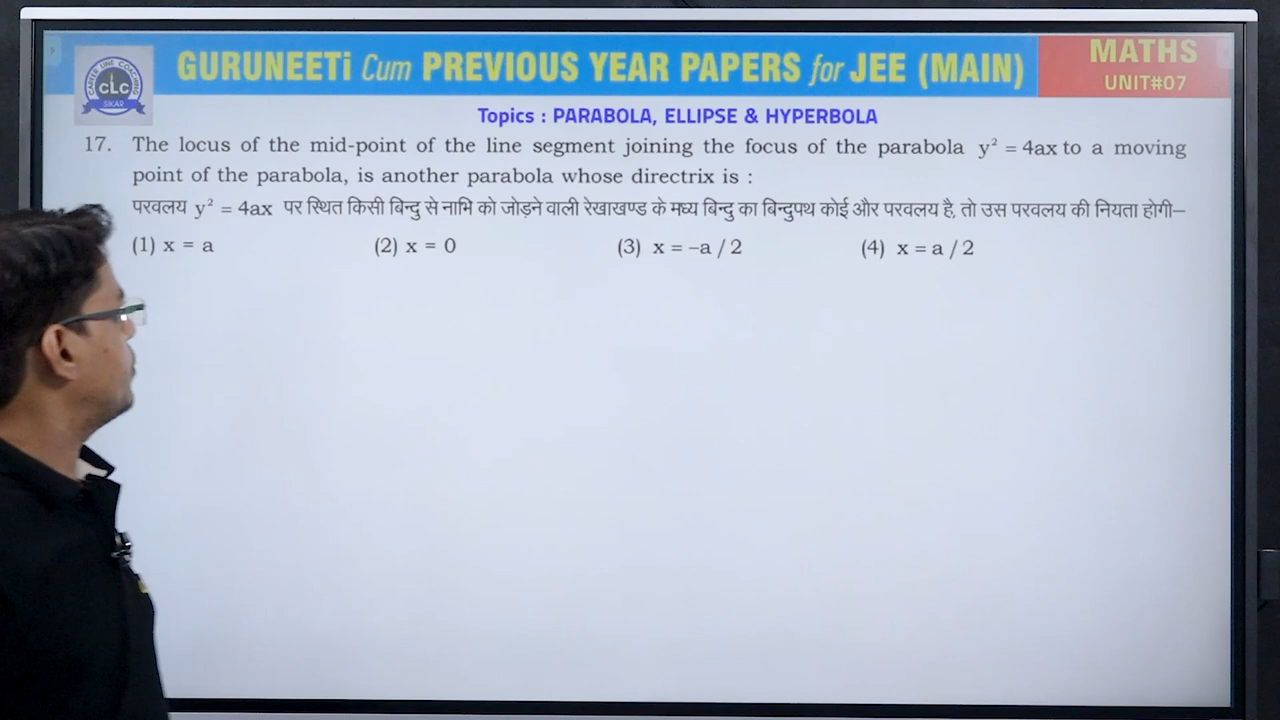 GURUNEETi Cum PREVIOUS YEAR PAPERS for JEE (MAIN)
MATHS
UNIT#07
CAREER LINE COACHING
CLC
SIKAR
Topics : PARABOLA, ELLIPSE & HYPERBOLA
17. The locus of the mid-point of the line segment joining the focus of the parabola y² = 4ax to a moving
point of the parabola, is another parabola whose directrix is :
परवलय y² = 4ax पर स्थित किसी बिन्दु से नाभि को जोड़ने वाली रेखाखण्ड के मध्य बिन्दु का बिन्दुपथ कोई और परवलय है, तो उस परवलय की नियता होगी–
(1) x = a (2) x = 0 (3) x = –a / 2 (4) x = a / 2